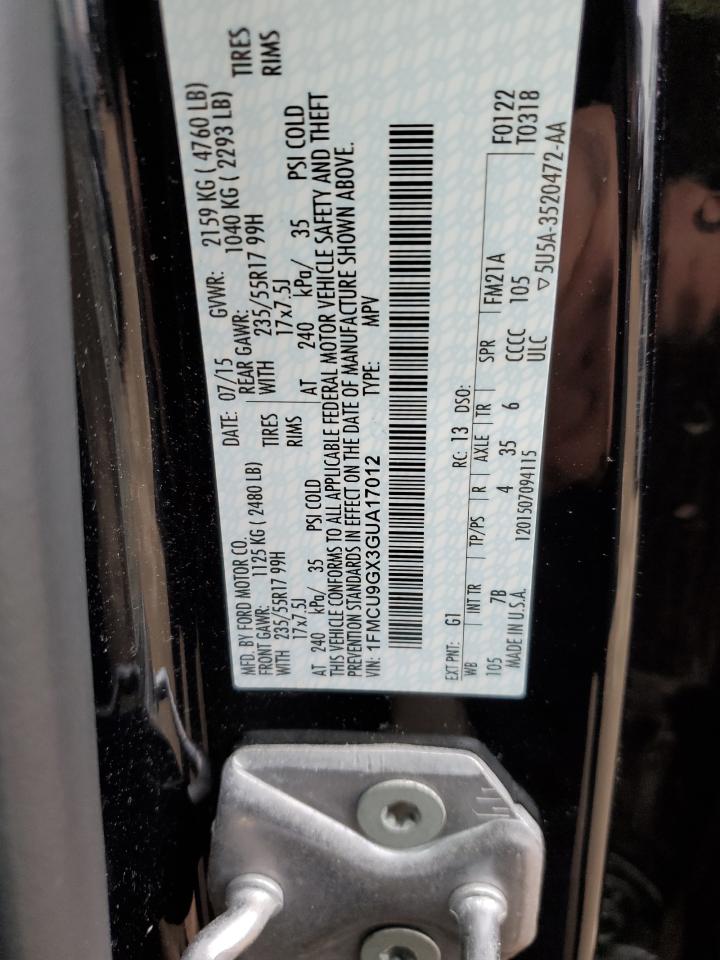 MFD. BY FORD MOTOR CO. DATE: 07/15 GVWR: 2159 KG ( 4760 LB)
FRONT GAWR: 1125 KG ( 2480 LB) REAR GAWR: 1040 KG ( 2293 LB)
WITH 235/55R17 99H TIRES WITH 235/55R17 99H TIRES
17x7.5J RIMS 17x7.5J RIMS
AT 240 kPa/ 35 PSI COLD AT 240 kPa/ 35 PSI COLD
THIS VEHICLE CONFORMS TO ALL APPLICABLE FEDERAL MOTOR VEHICLE SAFETY AND THEFT
PREVENTION STANDARDS IN EFFECT ON THE DATE OF MANUFACTURE SHOWN ABOVE.
VIN: 1FMCU9GX3GUA17012 TYPE: MPV
EXT PNT: G1 RC: 13 DSO: FM21A F0122
WB INT TR TP/PS R AXLE TR SPR T0318
105 7B 4 35 6 CCCC 105
MADE IN U.S.A. 1201507094115 ULC ▽5U5A-3520472-AA